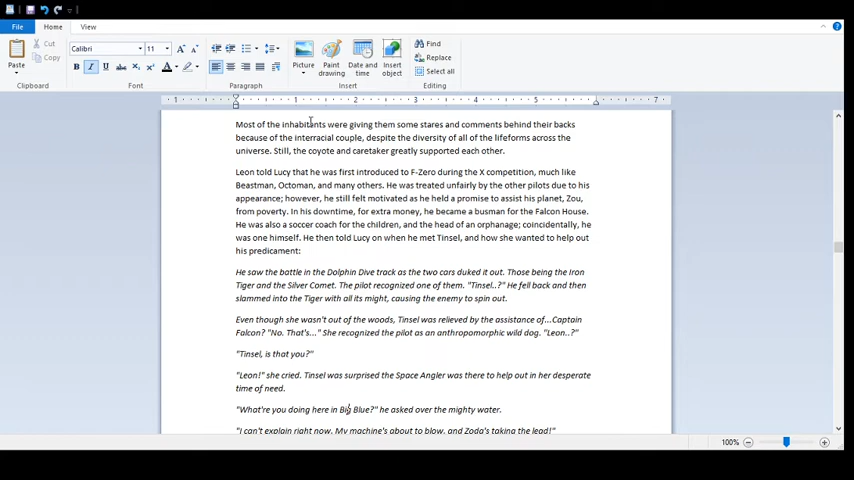 File
Home
View
Cut
Copy
Paste
Clipboard
Calibri
11
Font
Paragraph
Picture
Paint drawing
Date and time
Insert object
Insert
Find
Replace
Select all
Editing
1 1 2 3 4 5 7
Most of the inhabitants were giving them some stares and comments behind their backs
because of the interracial couple, despite the diversity of all of the lifeforms across the
universe. Still, the coyote and caretaker greatly supported each other.
Leon told Lucy that he was first introduced to F-Zero during the X competition, much like
Beastman, Octoman, and many others. He was treated unfairly by the other pilots due to his
appearance; however, he still felt motivated as he held a promise to assist his planet, Zou,
from poverty. In his downtime, for extra money, he became a busman for the Falcon House.
He was also a soccer coach for the children, and the head of an orphanage; coincidentally, he
was one himself. He then told Lucy on when he met Tinsel, and how she wanted to help out
his predicament:
He saw the battle in the Dolphin Dive track as the two cars duked it out. Those being the Iron
Tiger and the Silver Comet. The pilot recognized one of them. "Tinsel..?" He fell back and then
slammed into the Tiger with all its might, causing the enemy to spin out.
Even though she wasn't out of the woods, Tinsel was relieved by the assistance of...Captain
Falcon? "No. That's..." She recognized the pilot as an anthropomorphic wild dog. "Leon..?"
"Tinsel, is that you?"
"Leon!" she cried. Tinsel was surprised the Space Angler was there to help out in her desperate
time of need.
"What're you doing here in Big Blue?" he asked over the mighty water.
"I can't explain right now. My machine's about to blow, and Zoda's taking the lead!"
100%